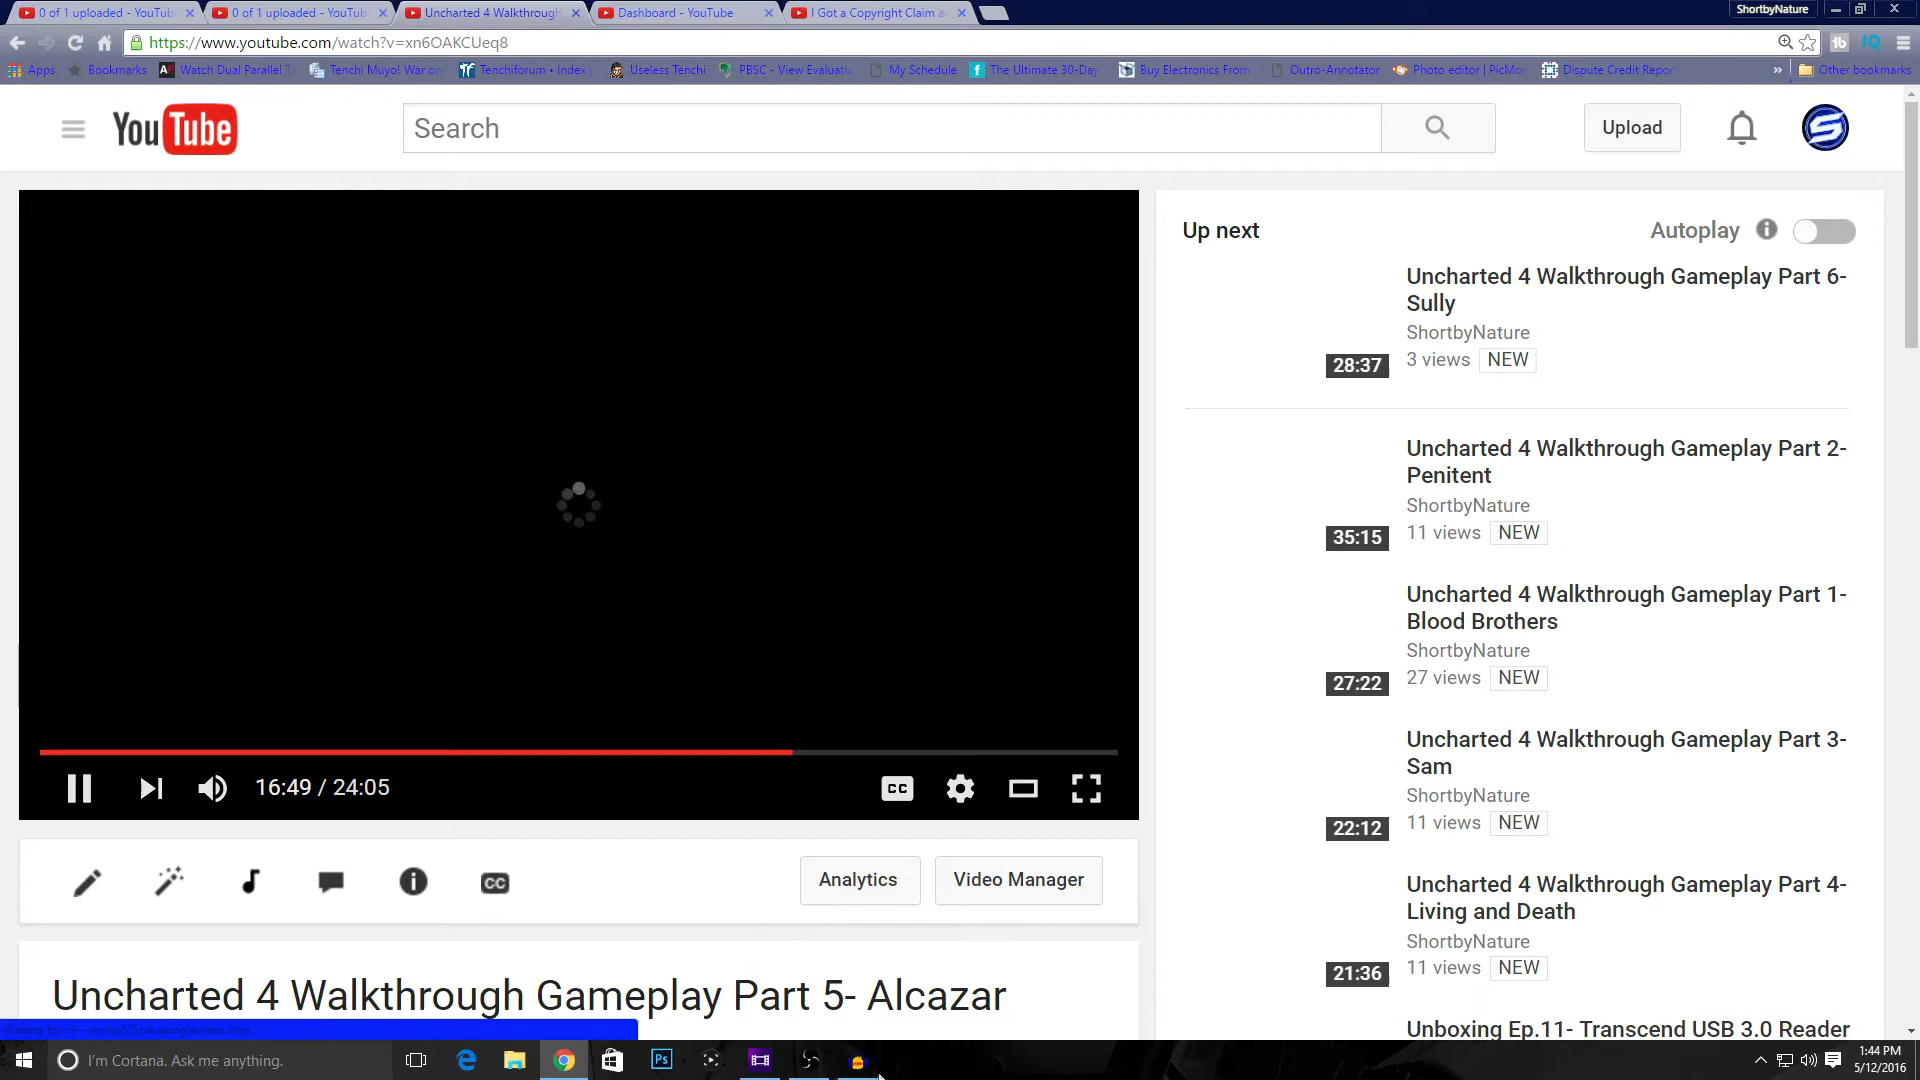 0 of 1 uploaded - YouTub
0 of 1 uploaded - YouTub
Uncharted 4 Walkthrough
Dashboard - YouTube
I Got a Copyright Claim a
ShortbyNature
https://www.youtube.com/watch?v=xn6OAKCUeq8
Apps
Bookmarks
Watch Dual Parallel T
Tenchi Muyo! War on
Tenchiforum • Index
Useless Tenchi
PBSC - View Evaluatio
My Schedule
The Ultimate 30-Day
Buy Electronics From
Outro-Annotator
Photo editor | PicMon
Dispute Credit Repor
»
Other bookmarks
YouTube
Search
Upload
Up next
Autoplay
Uncharted 4 Walkthrough Gameplay Part 6-
Sully
ShortbyNature
3 views NEW
28:37
Uncharted 4 Walkthrough Gameplay Part 2-
Penitent
ShortbyNature
11 views NEW
35:15
Uncharted 4 Walkthrough Gameplay Part 1-
Blood Brothers
ShortbyNature
27 views NEW
27:22
Uncharted 4 Walkthrough Gameplay Part 3-
Sam
ShortbyNature
11 views NEW
22:12
Uncharted 4 Walkthrough Gameplay Part 4-
Living and Death
ShortbyNature
11 views NEW
21:36
Unboxing Ep.11- Transcend USB 3.0 Reader
16:49 / 24:05
CC
CC
Analytics
Video Manager
Uncharted 4 Walkthrough Gameplay Part 5- Alcazar
I'm Cortana. Ask me anything.
Ps
1:44 PM
5/12/2016